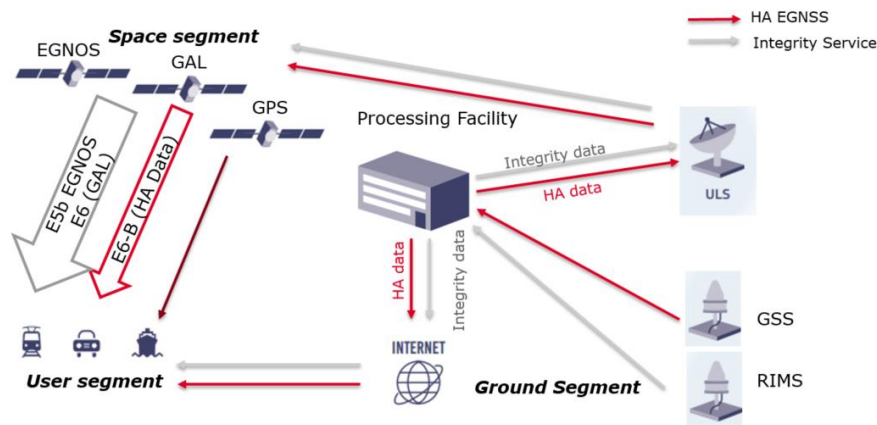 HA EGNSS
Integrity Service
Space segment
EGNOS
GAL
GPS
E5b EGNOS
E6 (GAL)
E6-B (HA Data)
Processing Facility
Integrity data
HA data
ULS
HA data
Integrity data
GSS
INTERNET
RIMS
User segment
Ground Segment